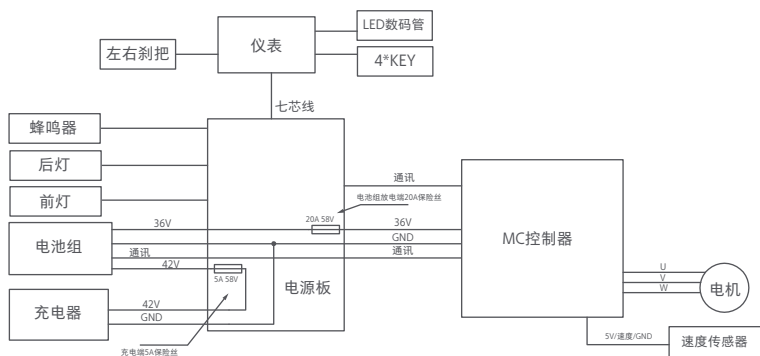 LED数码管
仪表
左右刹把
4*KEY
七芯线
蜂鸣器
后灯
通讯
电池组放电端20A保险丝
前灯
20A 58V
36V
36V
GND
MC控制器
电池组
通讯
通讯
42V
U
V
W
电机
5A 58V
电源板
42V
充电器
GND
5V/速度/GND
速度传感器
充电端5A保险丝